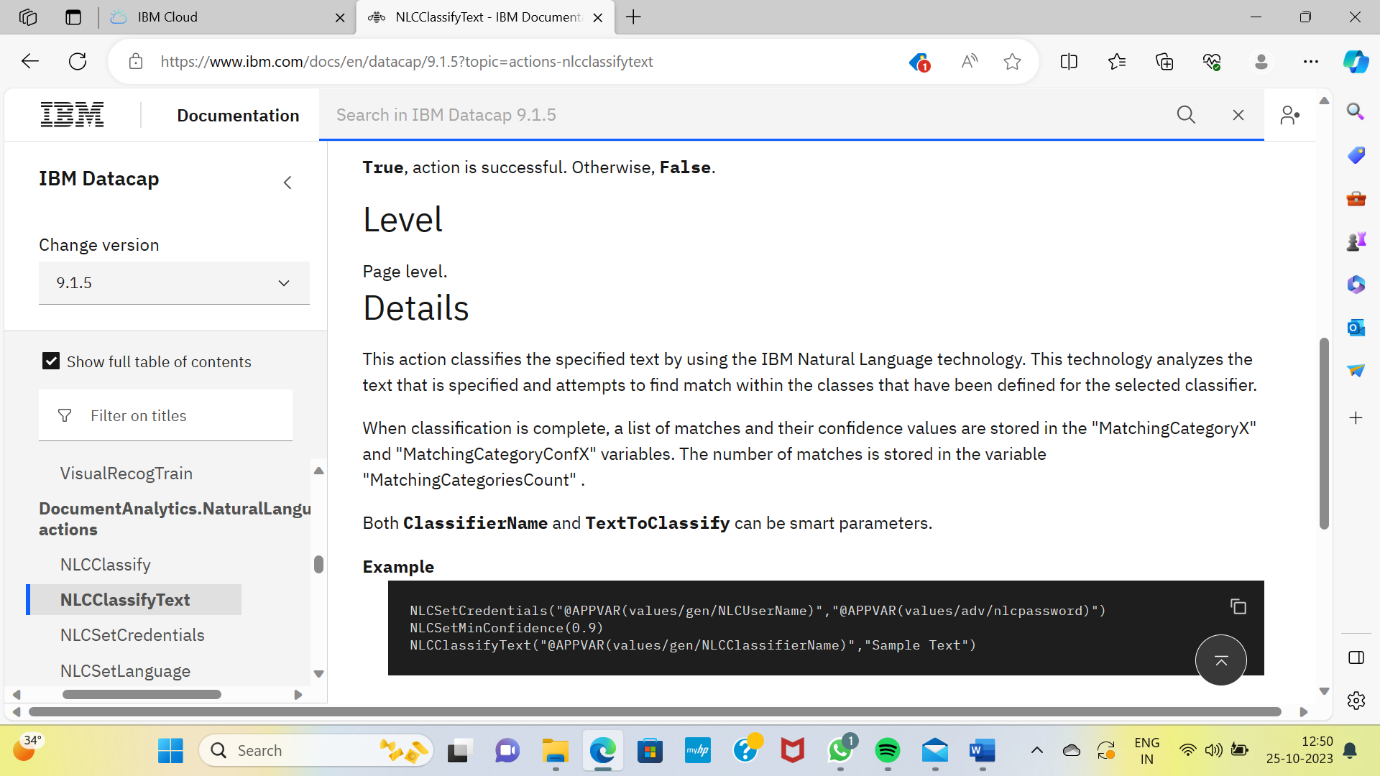 IBM Cloud
NLCClassifyText - IBM Document
https://www.ibm.com/docs/en/datacap/9.1.5?topic=actions-nlcclassifytext
1
IBM
Documentation
Search in IBM Datacap 9.1.5
IBM Datacap
Change version
9.1.5
Show full table of contents
Filter on titles
VisualRecogTrain
DocumentAnalytics.NaturalLangu
actions
NLCClassify
NLCClassifyText
NLCSetCredentials
NLCSetLanguage
True, action is successful. Otherwise, False.
Level
Page level.
Details
This action classifies the specified text by using the IBM Natural Language technology. This technology analyzes the
text that is specified and attempts to find match within the classes that have been defined for the selected classifier.
When classification is complete, a list of matches and their confidence values are stored in the "MatchingCategoryX"
and "MatchingCategoryConfX" variables. The number of matches is stored in the variable
"MatchingCategoriesCount" .
Both ClassifierName and TextToClassify can be smart parameters.
Example
NLCSetCredentials("@APPVAR(values/gen/NLCUserName)","@APPVAR(values/adv/nlcpassword)")
NLCSetMinConfidence(0.9)
NLCClassifyText("@APPVAR(values/gen/NLCClassifierName)","Sample Text")
34°
Search
myhp
1
ENG
IN
12:50
25-10-2023